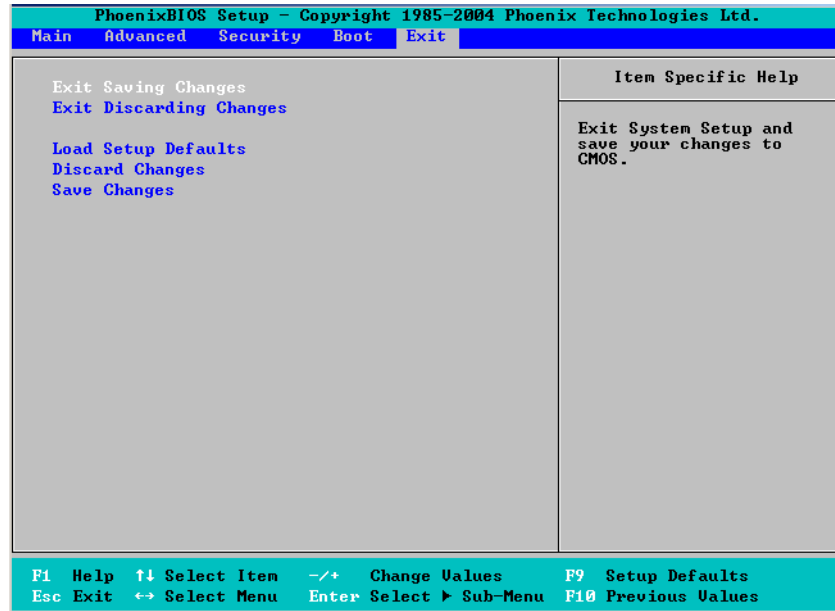 PhoenixBIOS Setup - Copyright 1985-2004 Phoenix Technologies Ltd.
Main Advanced Security Boot Exit
Exit Saving Changes
Exit Discarding Changes
Load Setup Defaults
Discard Changes
Save Changes
Item Specific Help
Exit System Setup and
save your changes to
CMOS.
F1 Help ↑↓ Select Item -/+ Change Values F9 Setup Defaults
Esc Exit ↔ Select Menu Enter Select ▶ Sub-Menu F10 Previous Values